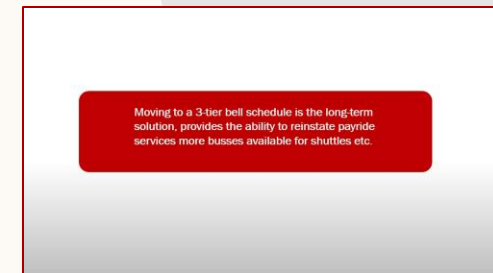 Moving to a 3-tier bell schedule is the long-term
solution, provides the ability to reinstate payride
services more busses available for shuttles etc.